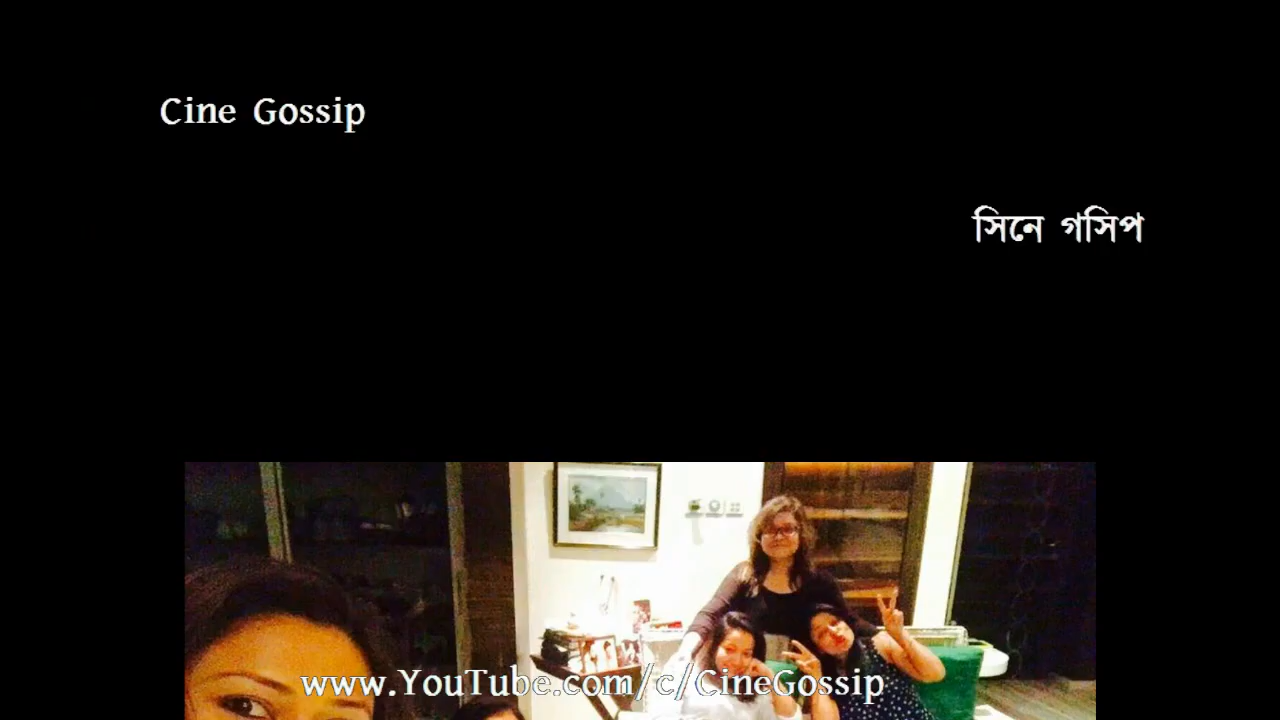 Cine Gossip
সিনে গসিপ
www.YouTube.com/c/CineGossip